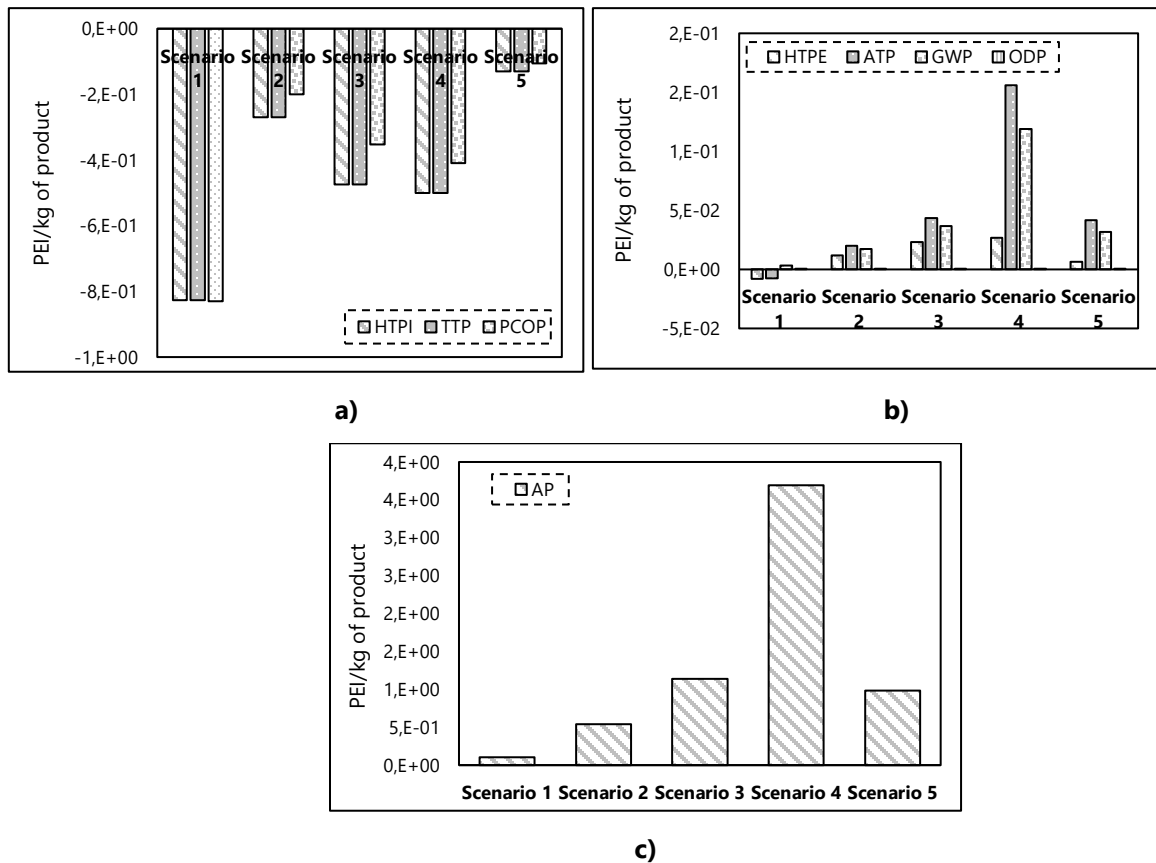 0,E+00
-2,E-01
-4,E-01
-6,E-01
-8,E-01
-1,E+00
PEI/kg of product
Scenario 1
Scenario 2
Scenario 3
Scenario 4
Scenario 5
HTPI TTP PCOP
a)
2,E-01
2,E-01
1,E-01
5,E-02
0,E+00
-5,E-02
PEI/kg of product
HTPE ATP GWP ODP
Scenario 1
Scenario 2
Scenario 3
Scenario 4
Scenario 5
b)
4,E+00
4,E+00
3,E+00
3,E+00
2,E+00
2,E+00
1,E+00
5,E-01
0,E+00
PEI/kg of product
AP
Scenario 1 Scenario 2 Scenario 3 Scenario 4 Scenario 5
c)